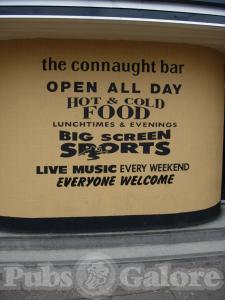 the connaught bar
OPEN ALL DAY
HOT & COLD
FOOD
LUNCHTIMES & EVENINGS
BIG SCREEN
SPORTS
LIVE MUSIC EVERY WEEKEND
EVERYONE WELCOME
Pubs Galore